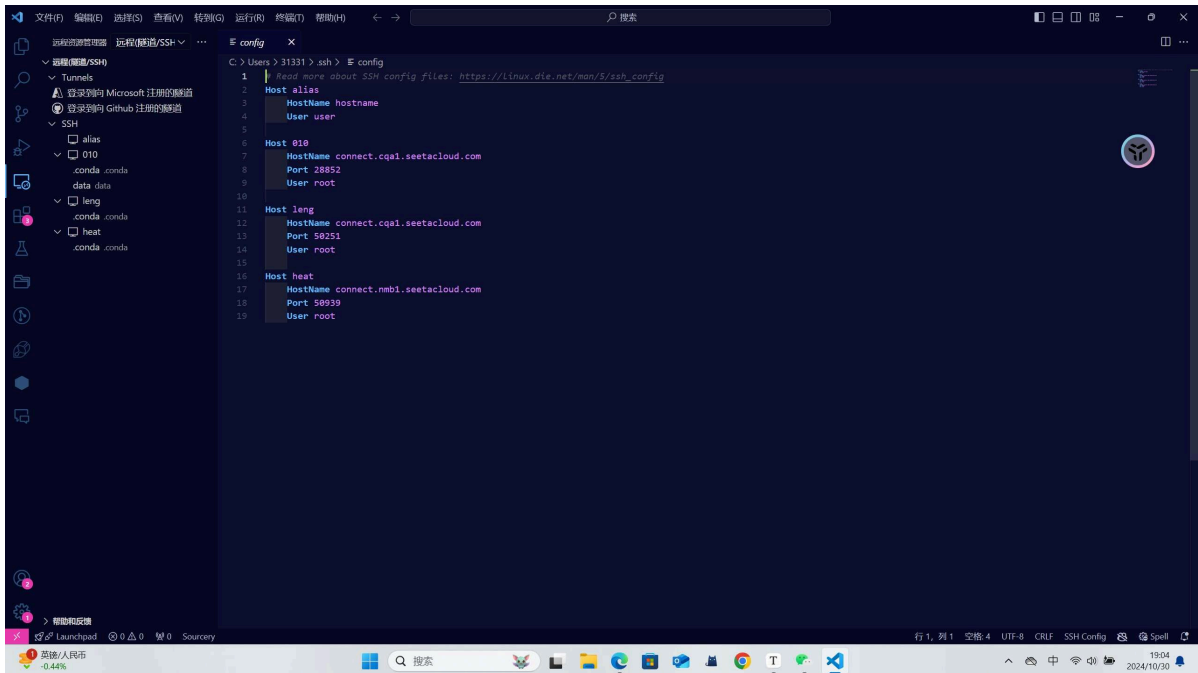 文件(F) 编辑(E) 选择(S) 查看(V) 转到(G) 运行(R) 终端(T) 帮助(H) 搜索
远程资源管理器 远程(隧道/SSH
config
远程(隧道/SSH)
Tunnels
登录到向 Microsoft 注册的隧道
登录到向 Github 注册的隧道
SSH
alias
010
.conda .conda
data data
leng
.conda .conda
heat
.conda .conda
C: > Users > 31331 > .ssh > config
1 # Read more about SSH config files: https://linux.die.net/man/5/ssh_config
2 Host alias
3 HostName hostname
4 User user
5
6 Host 010
7 HostName connect.cqa1.seetacloud.com
8 Port 28852
9 User root
10
11 Host leng
12 HostName connect.cqa1.seetacloud.com
13 Port 50251
14 User root
15
16 Host heat
17 HostName connect.nmb1.seetacloud.com
18 Port 50939
19 User root
3
2
1
帮助和反馈
Launchpad 0 0 0 Sourcery 行 1, 列 1 空格: 4 UTF-8 CRLF SSH Config Spell
1 英镑/人民币
-0.44%
搜索
T
中
19:04
2024/10/30